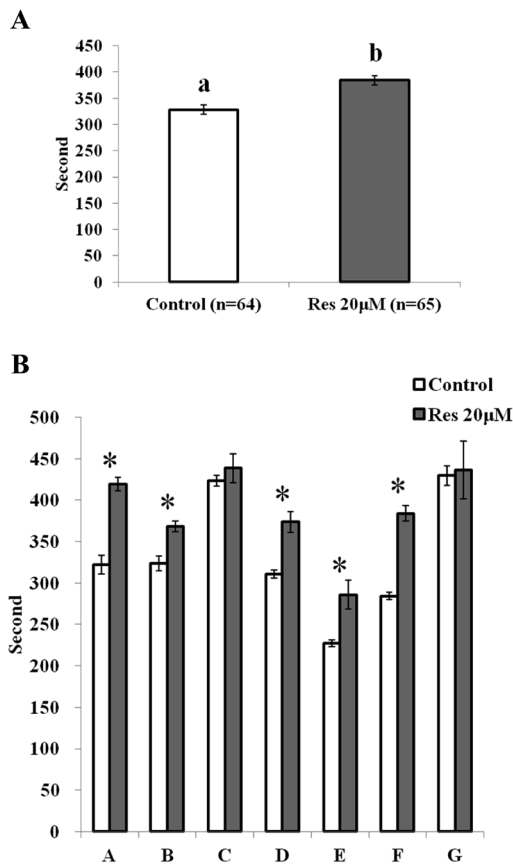 A
450
400
350
300
250
200
150
100
50
0
Second
a
b
Control (n=64)
Res 20μM (n=65)
B
Control
Res 20μM
500
450
400
350
300
250
200
150
100
50
0
Second
* * * * *
A B C D E F G